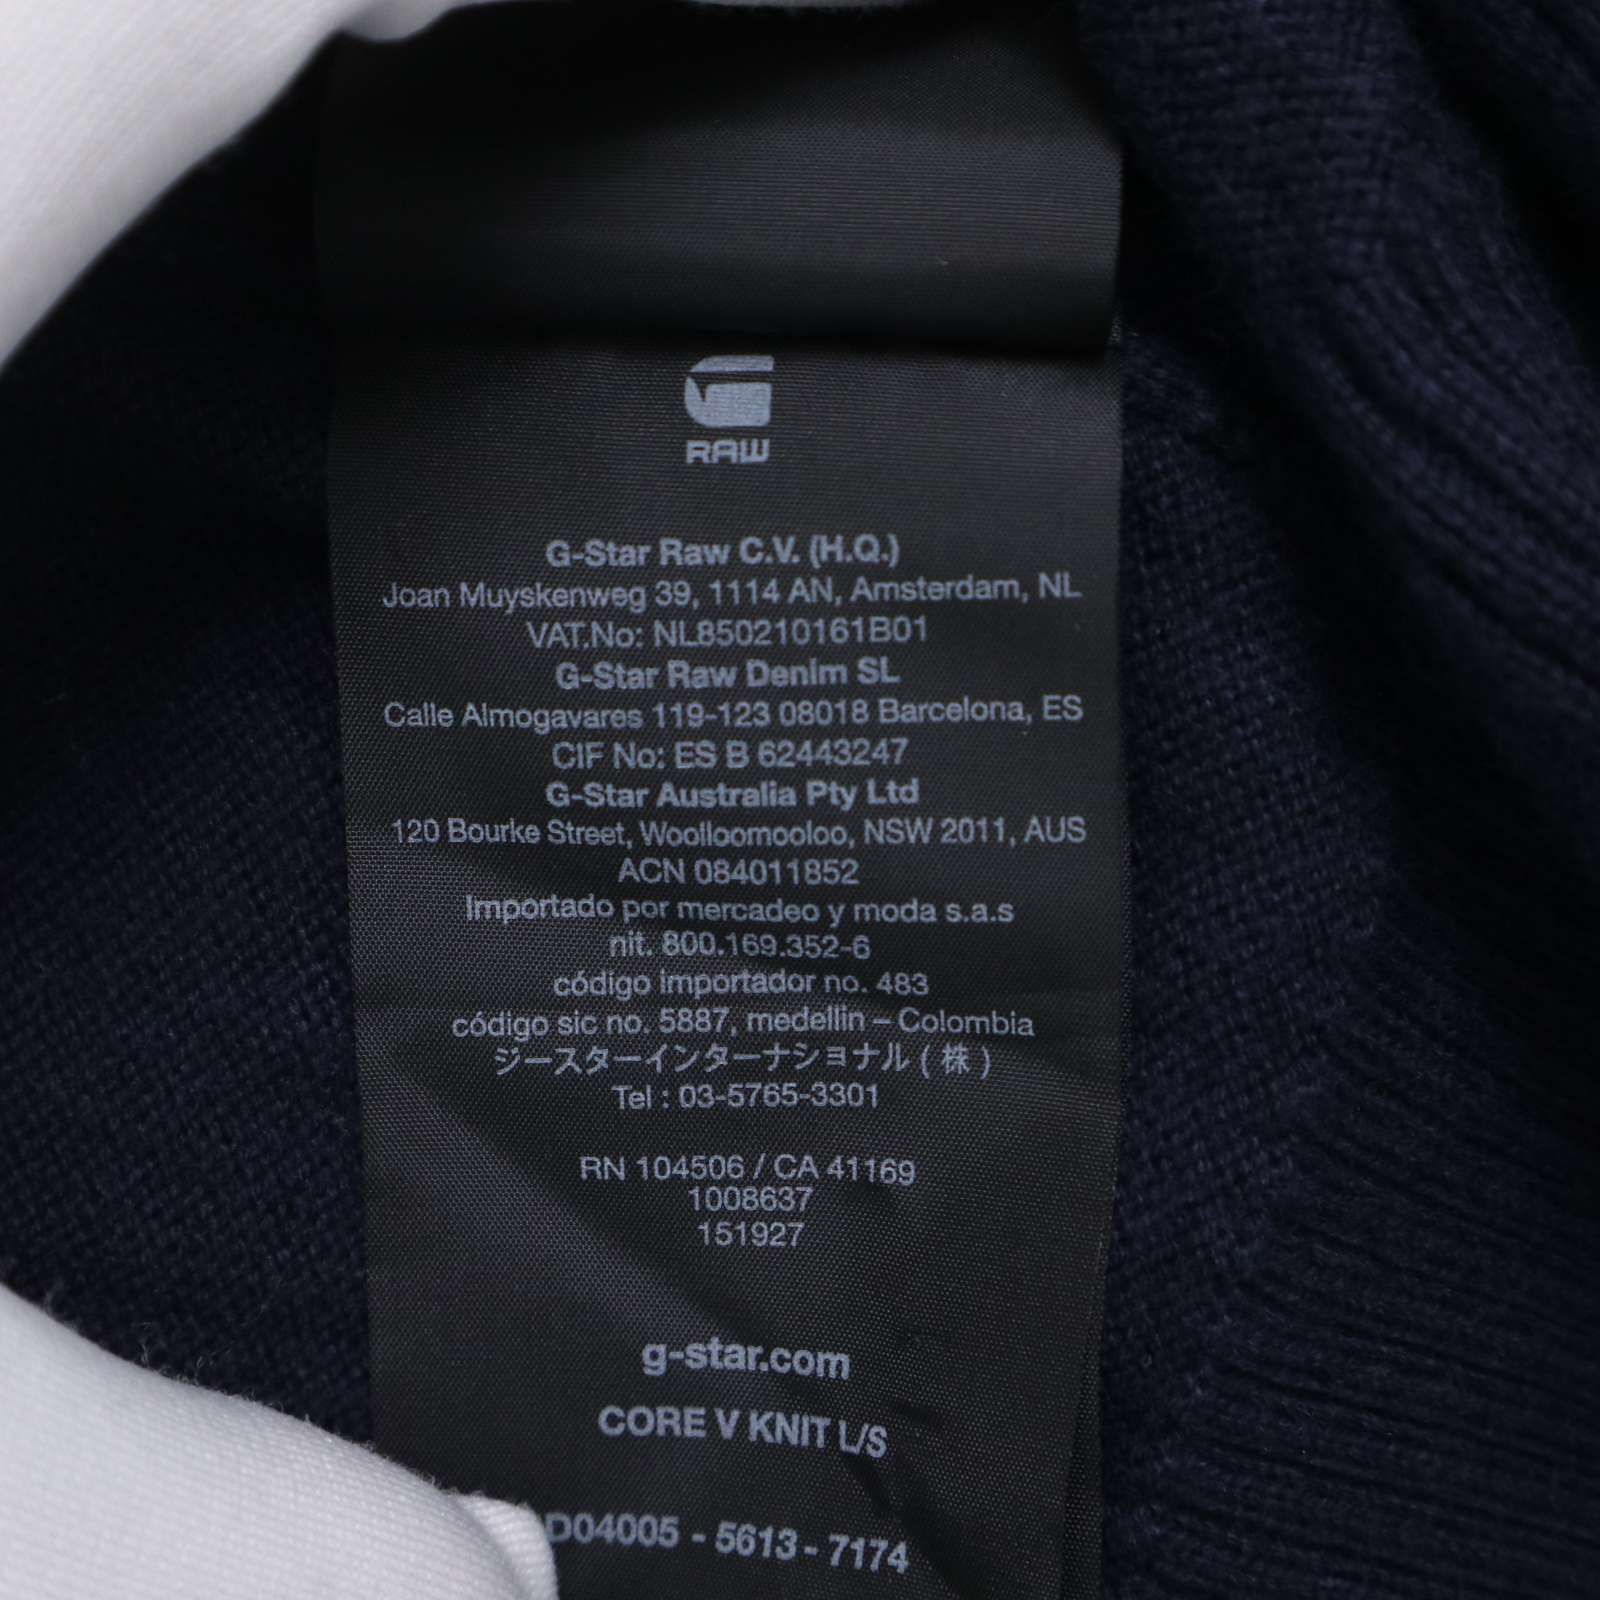 RAW
G-Star Raw C.V. (H.Q.)
Joan Muyskenweg 39, 1114 AN, Amsterdam, NL
VAT.No: NL850210161B01
G-Star Raw Denim SL
Calle Almogavares 119-123 08018 Barcelona, ES
CIF No: ES B 62443247
G-Star Australia Pty Ltd
120 Bourke Street, Woolloomooloo, NSW 2011, AUS
ACN 084011852
Importado por mercadeo y moda s.a.s
nit. 800.169.352-6
código importador no. 483
código sic no. 5887, medellin – Colombia
ジースターインターナショナル ( 株 )
Tel : 03-5765-3301
RN 104506 / CA 41169
1008637
151927
g-star.com
CORE V KNIT L/S
D04005 - 5613 - 7174